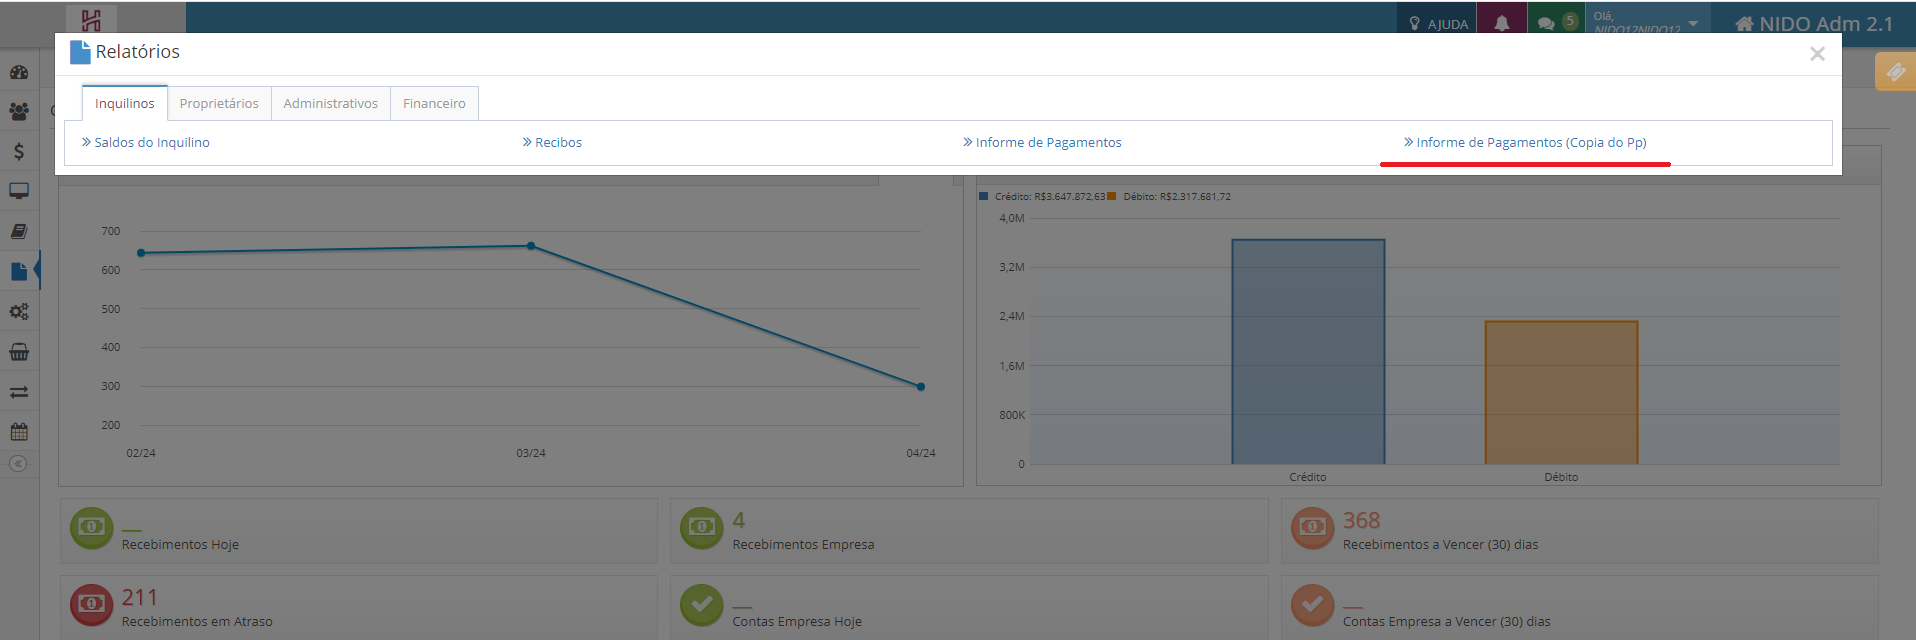 AJUDA
5
Olá,
NIDO12NIDO12
NIDO Adm 2.1
Relatórios
Inquilinos
Proprietários
Administrativos
Financeiro
» Saldos do Inquilino
» Recibos
» Informe de Pagamentos
» Informe de Pagamentos (Copia do Pp)
700
600
500
400
300
200
02/24
03/24
04/24
Crédito: R$3.647.872,63
Débito: R$2.317.681,72
4,0M
3,2M
2,4M
1,6M
800K
0
Crédito
Débito
__
Recebimentos Hoje
4
Recebimentos Empresa
368
Recebimentos a Vencer (30) dias
211
Recebimentos em Atraso
__
Contas Empresa Hoje
__
Contas Empresa a Vencer (30) dias